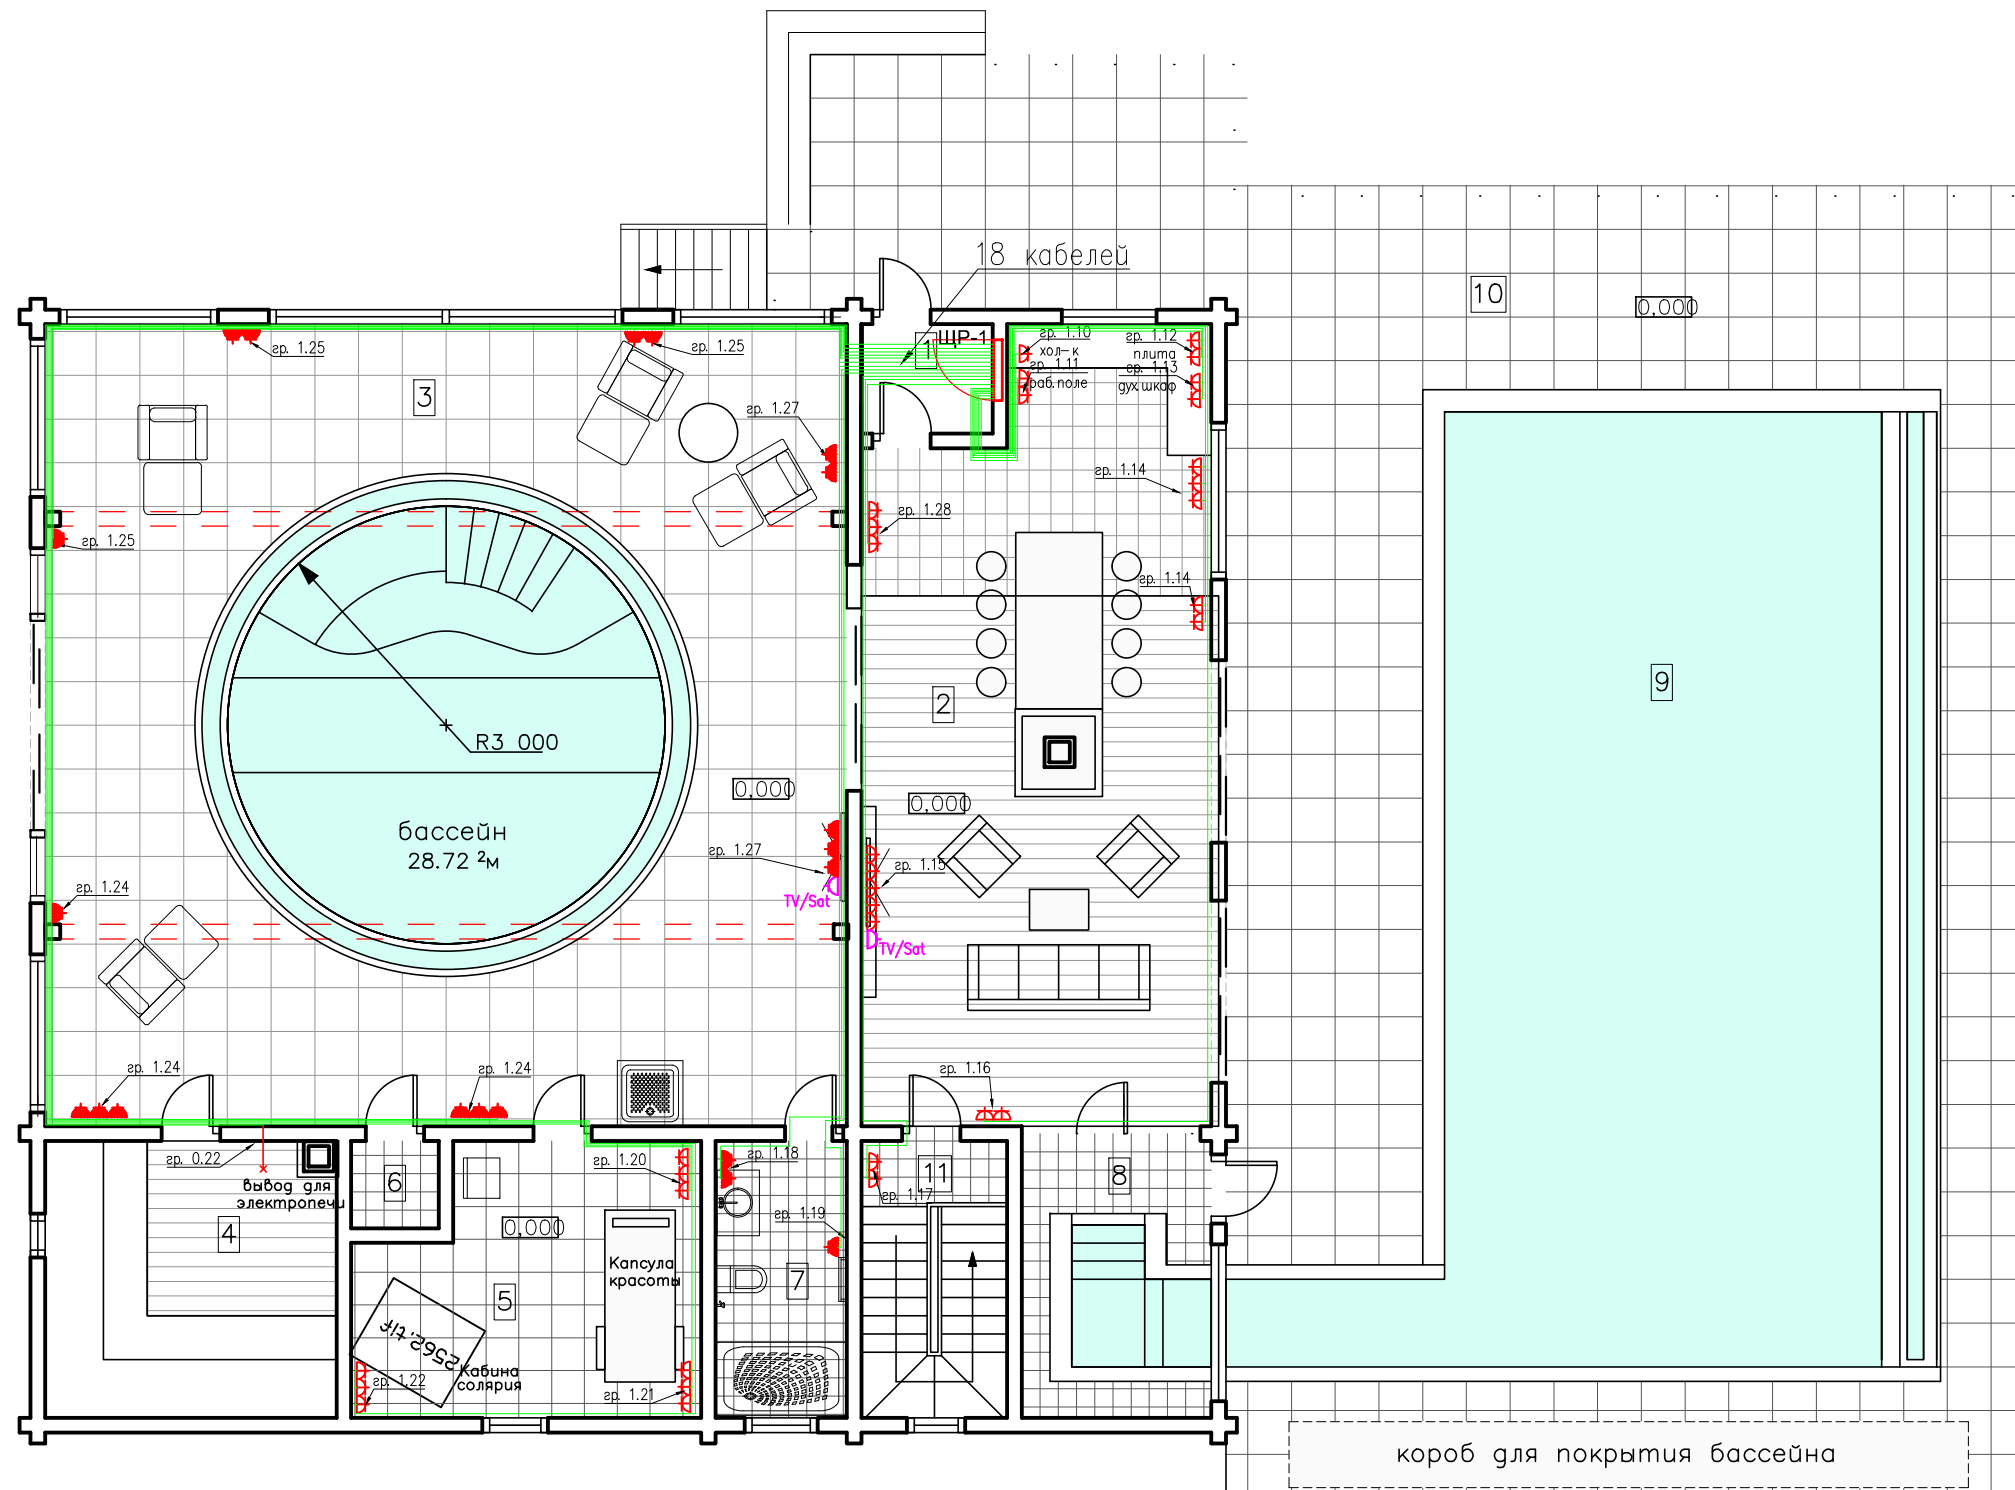 18 кабелей
10
0,000
1
ЩР-1
гр. 1.10
хол-к
гр. 1.11
раб.поле
гр. 1.12
плита
гр. 1.13
дух.шкаф
гр. 1.25
гр. 1.25
3
гр. 1.27
гр. 1.14
гр. 1.28
гр. 1.25
гр. 1.14
9
2
R3 000
0,000
0,000
бассейн
28.72 ²м
гр. 1.27
гр. 1.15
TV/Sat
гр. 1.24
TV/Sat
гр. 1.24
гр. 1.24
гр. 1.16
гр. 0.22
вывод для
электропечи
6
гр. 1.20
гр. 1.18
11
гр. 1.17
8
4
0,000
гр. 1.19
Капсула
красоты
7
5
2562.tif
Кабина
солярия
гр. 1.22
гр. 1.21
короб для покрытия бассейна